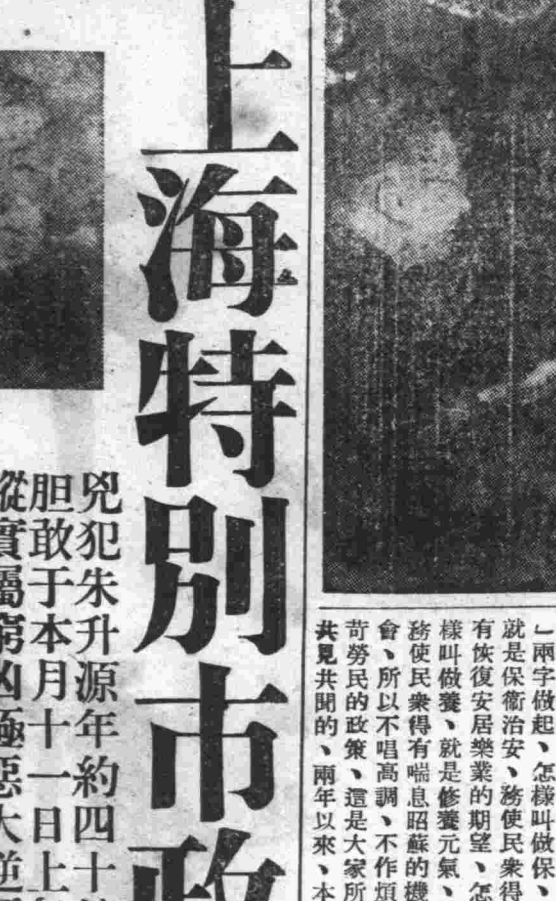 」兩字做起、怎樣叫做保、
就是保衛治安、務使民衆得
有恢復安居樂業的期望、怎
樣叫做養、就是修養元氣、
務使民衆得有喘息昭蘇的機
會、所以不唱高調、不作煩
苛勞民的政策、這是大家所
共見共聞的、兩年以來、本
上海特別市政
兇犯朱升源年約四十
胆敢于本月十一日上
縱實屬窮凶極惡大逆